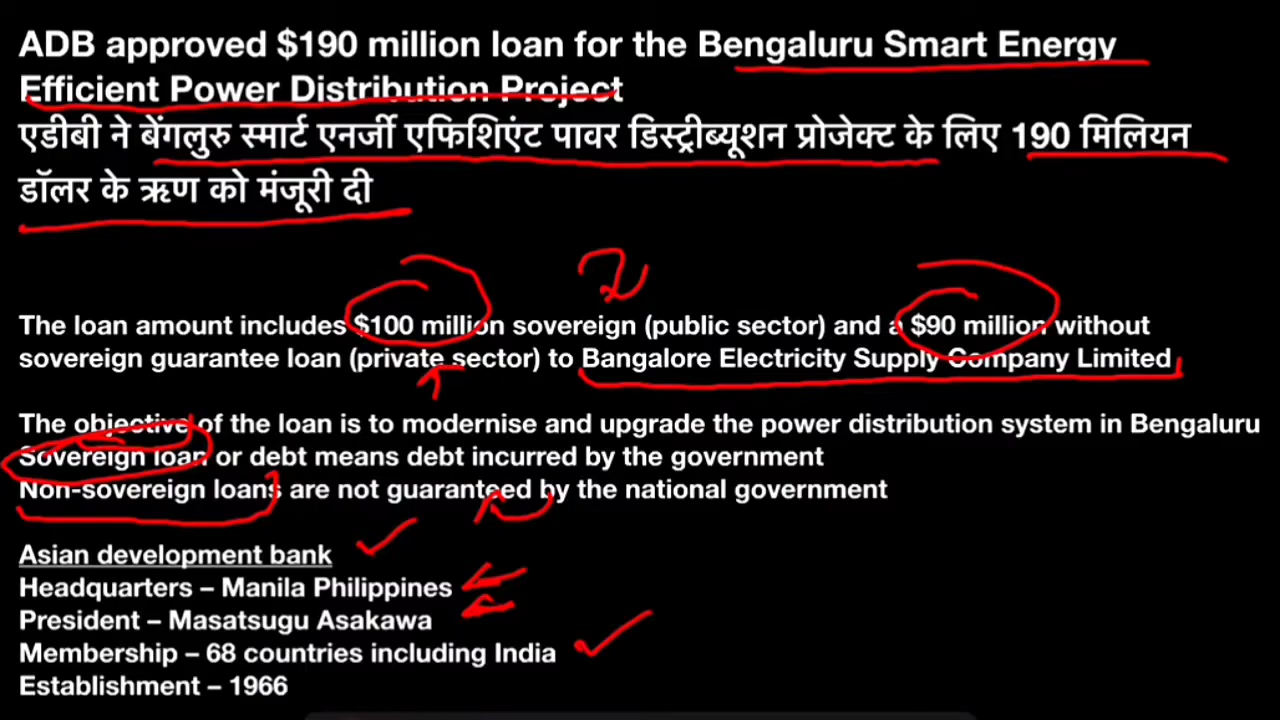 ADB approved $190 million loan for the Bengaluru Smart Energy
Efficient Power Distribution Project
एडीबी ने बेंगलुरु स्मार्ट एनर्जी एफिशिएंट पावर डिस्ट्रीब्यूशन प्रोजेक्ट के लिए 190 मिलियन
डॉलर के ऋण को मंजूरी दी
The loan amount includes $100 million sovereign (public sector) and a $90 million without
sovereign guarantee loan (private sector) to Bangalore Electricity Supply Company Limited
The objective of the loan is to modernise and upgrade the power distribution system in Bengaluru
Sovereign loan or debt means debt incurred by the government
Non-sovereign loans are not guaranteed by the national government
Asian development bank
Headquarters – Manila Philippines
President – Masatsugu Asakawa
Membership – 68 countries including India
Establishment – 1966